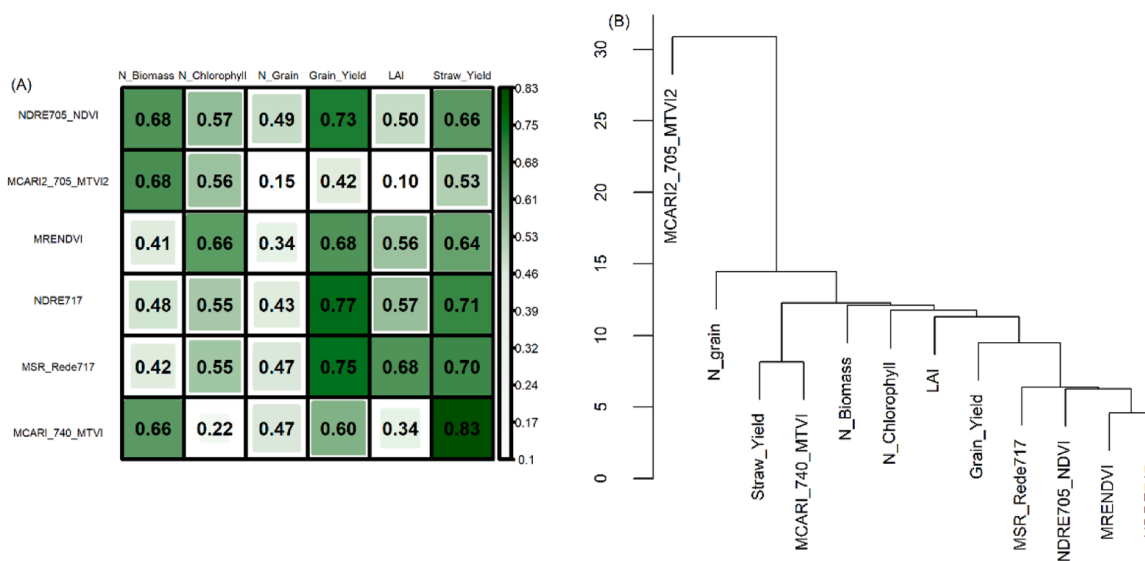 (A)
N_Biomass N_Chlorophyll N_Grain Grain_Yield LAI Straw_Yield
NDRE705_NDVI 0.68 0.57 0.49 0.73 0.50 0.66
MCARI2_705_MTVI2 0.68 0.56 0.15 0.42 0.10 0.53
MRENDVI 0.41 0.66 0.34 0.68 0.56 0.64
NDRE717 0.48 0.55 0.43 0.77 0.57 0.71
MSR_Rede717 0.42 0.55 0.47 0.75 0.68 0.70
MCARI_740_MTVI 0.66 0.22 0.47 0.60 0.34 0.83
0.83
0.75
0.68
0.61
0.53
0.46
0.39
0.32
0.24
0.17
0.1
(B)
30
25
20
15
10
5
0
MCARI2_705_MTVI2
N_grain
Straw_Yield
MCARI_740_MTVI
N_Biomass
N_Chlorophyll
LAI
Grain_Yield
MSR_Rede717
NDRE705_NDVI
MRENDVI